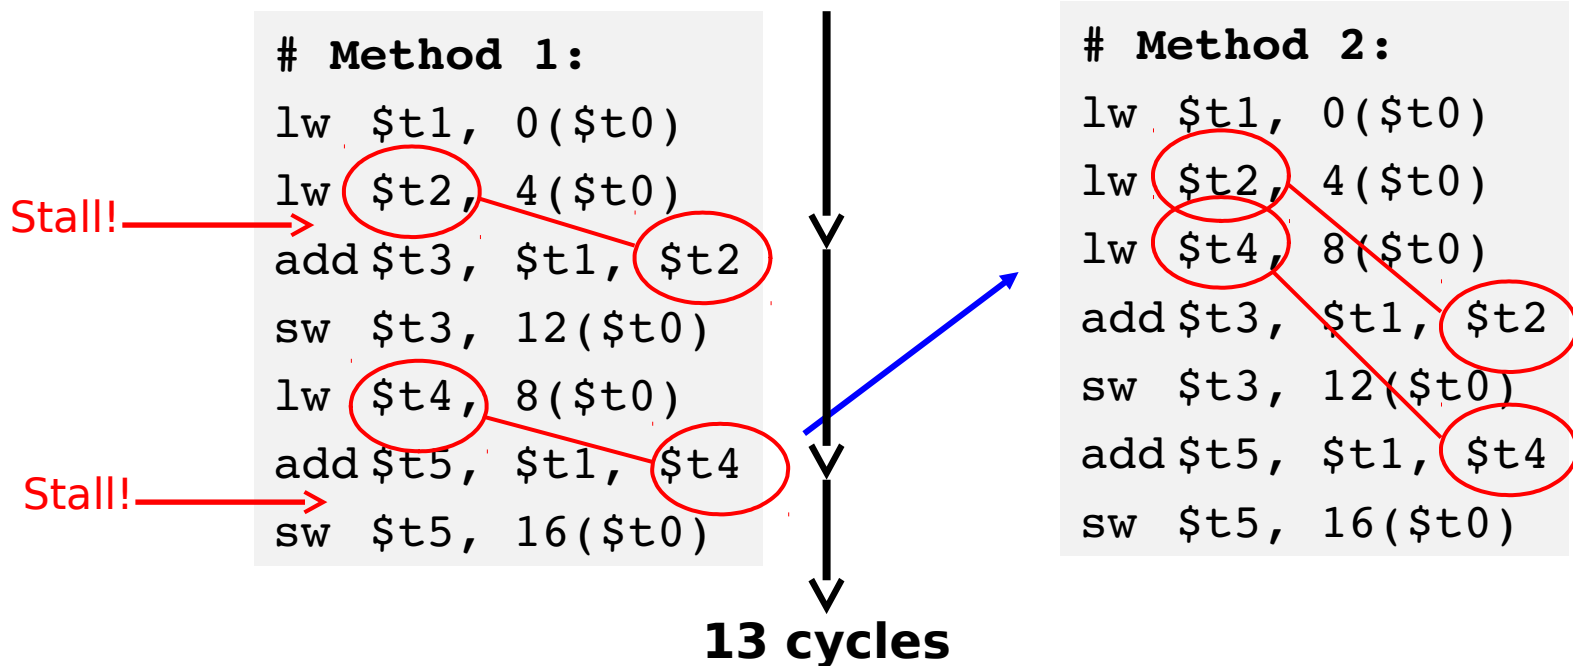 # Method 1:
lw $t1, 0($t0)
lw $t2, 4($t0)
Stall!
add $t3, $t1, $t2
sw $t3, 12($t0)
lw $t4, 8($t0)
add $t5, $t1, $t4
Stall!
sw $t5, 16($t0)
13 cycles
# Method 2:
lw $t1, 0($t0)
lw $t2, 4($t0)
lw $t4, 8($t0)
add $t3, $t1, $t2
sw $t3, 12($t0)
add $t5, $t1, $t4
sw $t5, 16($t0)